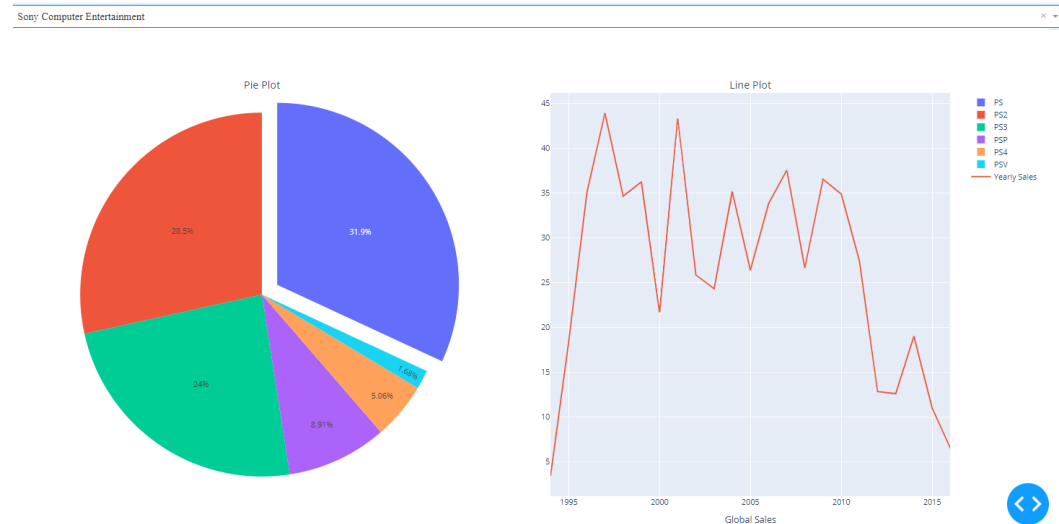 Sony Computer Entertainment × 
Pie Plot
31.9%
28.5%
24%
8.91%
5.06%
1.68%
Line Plot
45
40
35
30
25
20
15
10
5
1995 2000 2005 2010 2015
Global Sales
PS
PS2
PS3
PSP
PS4
PSV
Yearly Sales